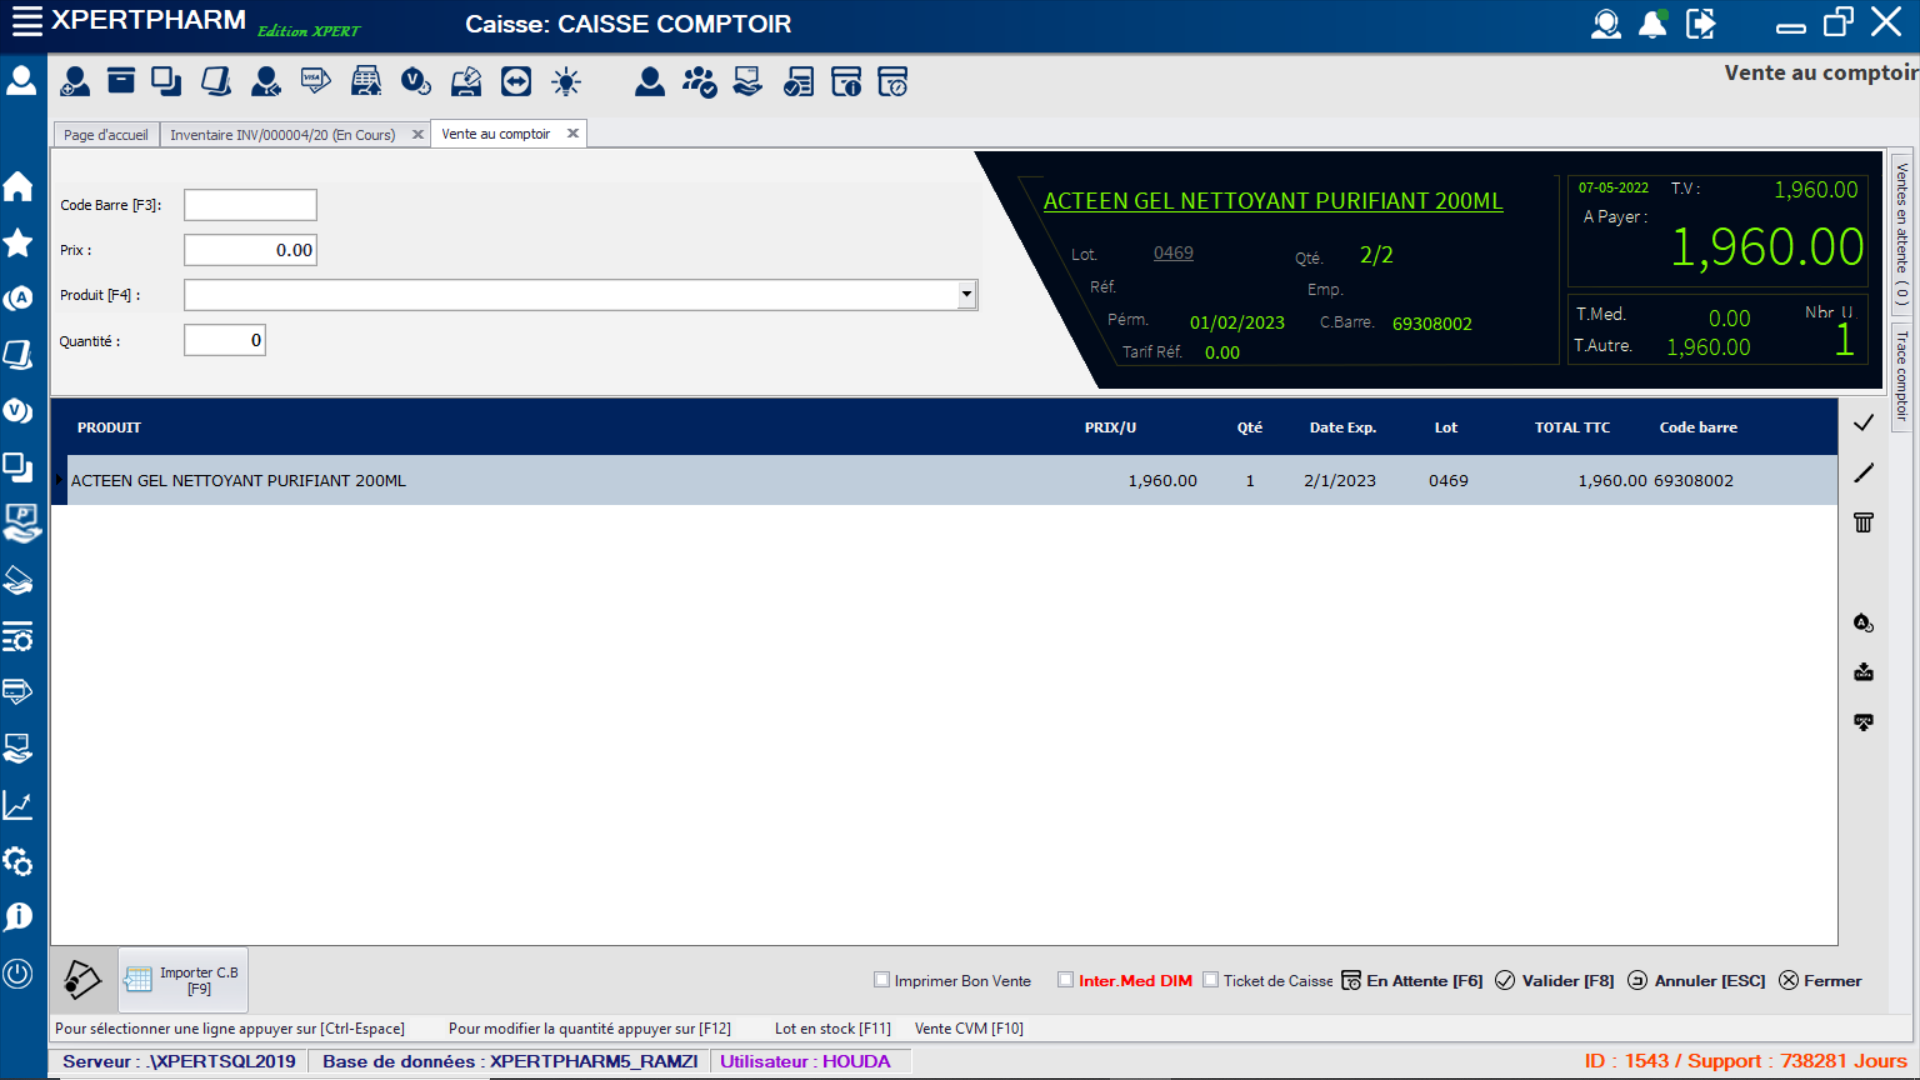 XPERTPHARM Edition XPERT Caisse: CAISSE COMPTOIR
Vente au comptoir
VISA
Page d'accueil Inventaire INV/000004/20 (En Cours) Vente au comptoir
Code Barre [F3]:
Prix : 0.00
Produit [F4] :
Quantité : 0
ACTEEN GEL NETTOYANT PURIFIANT 200ML
Lot. 0469 Qté. 2/2
Réf. Emp.
Pérm. 01/02/2023 C.Barre. 69308002
Tarif Réf. 0.00
07-05-2022 T.V : 1,960.00
A Payer : 1,960.00
T.Med. 0.00 Nbr U.
T.Autre. 1,960.00 1
Ventes en attente ( 0 )
Trace comptoir
PRODUIT PRIX/U Qté Date Exp. Lot TOTAL TTC Code barre
ACTEEN GEL NETTOYANT PURIFIANT 200ML 1,960.00 1 2/1/2023 0469 1,960.00 69308002
Importer C.B
[F9]
Imprimer Bon Vente Inter.Med DIM Ticket de Caisse En Attente [F6] Valider [F8] Annuler [ESC] Fermer
Pour sélectionner une ligne appuyer sur [Ctrl-Espace] Pour modifier la quantité appuyer sur [F12] Lot en stock [F11] Vente CVM [F10]
Serveur : .\XPERTSQL2019 Base de données : XPERTPHARM5_RAMZI Utilisateur : HOUDA ID : 1543 / Support : 738281 Jours